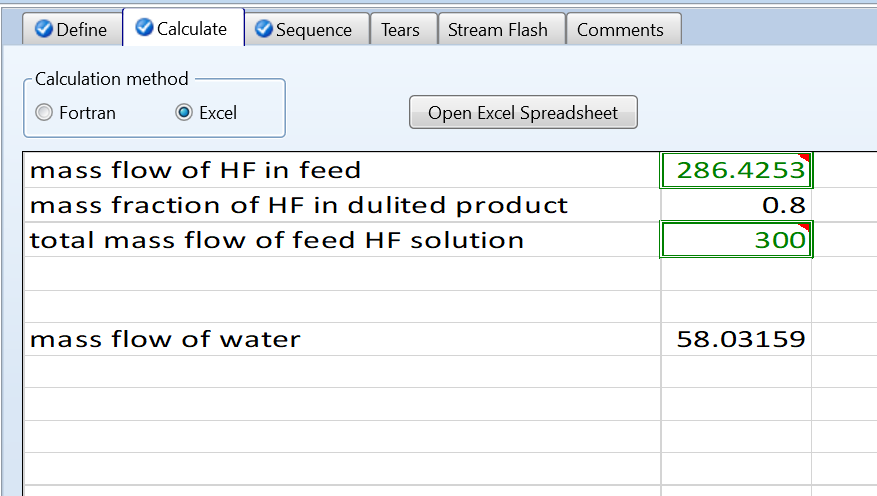 Define Calculate Sequence Tears Stream Flash Comments
Calculation method
Fortran Excel Open Excel Spreadsheet
mass flow of HF in feed 286.4253
mass fraction of HF in dulited product 0.8
total mass flow of feed HF solution 300
mass flow of water 58.03159